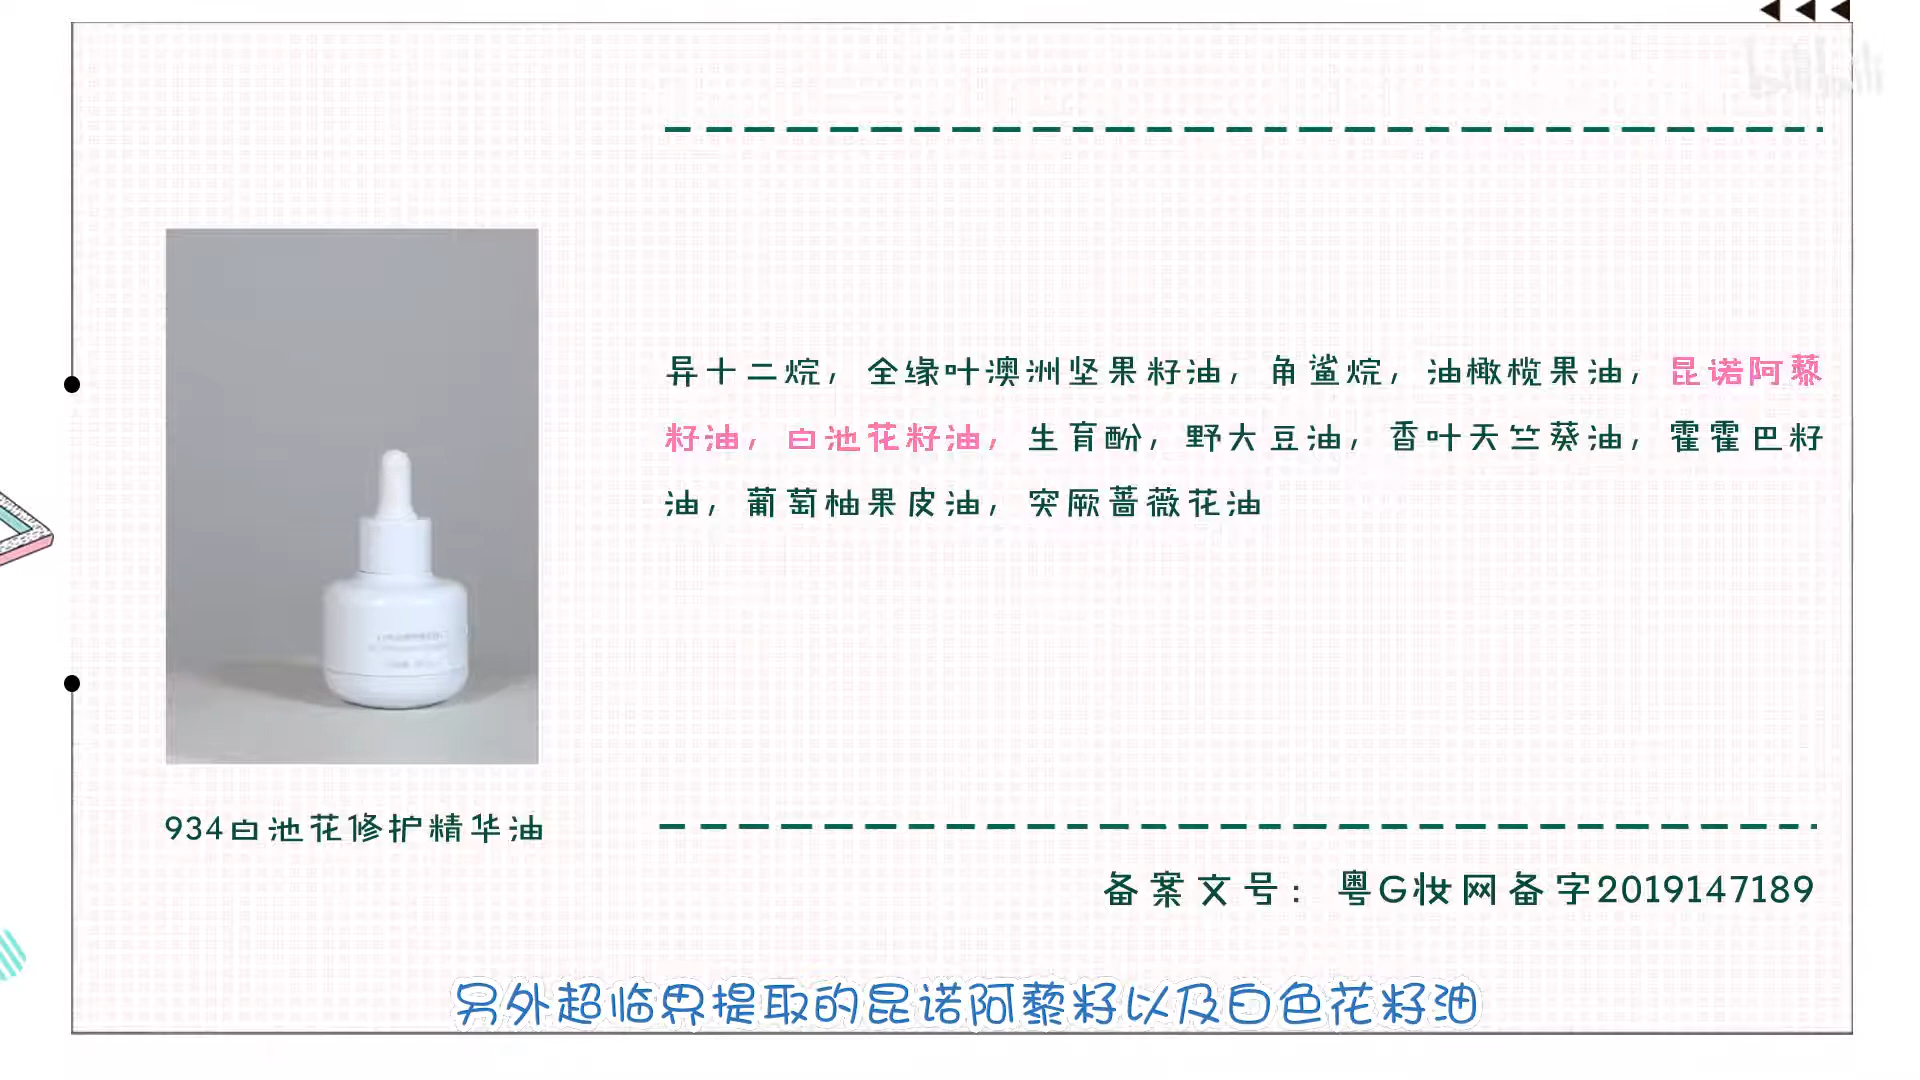 异十二烷，全缘叶澳洲坚果籽油，角鲨烷，油橄榄果油，昆诺阿藜
籽油，白池花籽油，生育酚，野大豆油，香叶天竺葵油，霍霍巴籽
油，葡萄柚果皮油，突厥蔷薇花油
934白池花修护精华油
备案文号：粤G妆网备字2019147189
另外超临界提取的昆诺阿藜籽以及白色花籽油